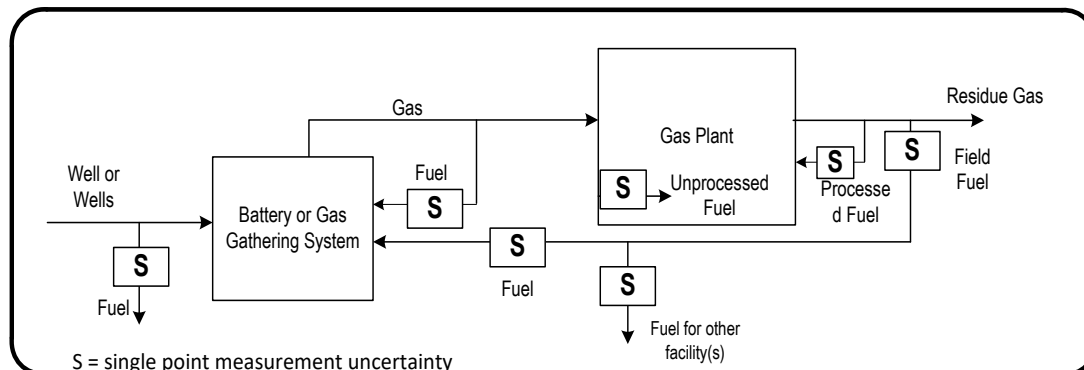 Residue Gas
Gas
Gas Plant
S
S
Field
Fuel
Well or
Wells
Fuel
S
S
Unprocessed
Fuel
Processe
d Fuel
Battery or Gas
Gathering System
S
Fuel
S
Fuel
S
Fuel for other
facility(s)
S = single point measurement uncertainty